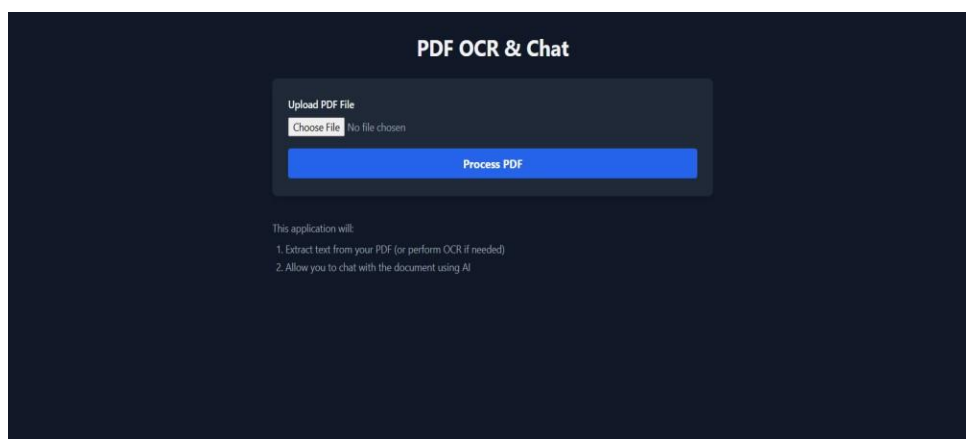 PDF OCR & Chat
Upload PDF File
Choose File No file chosen
Process PDF
This application will:
1. Extract text from your PDF (or perform OCR if needed)
2. Allow you to chat with the document using AI